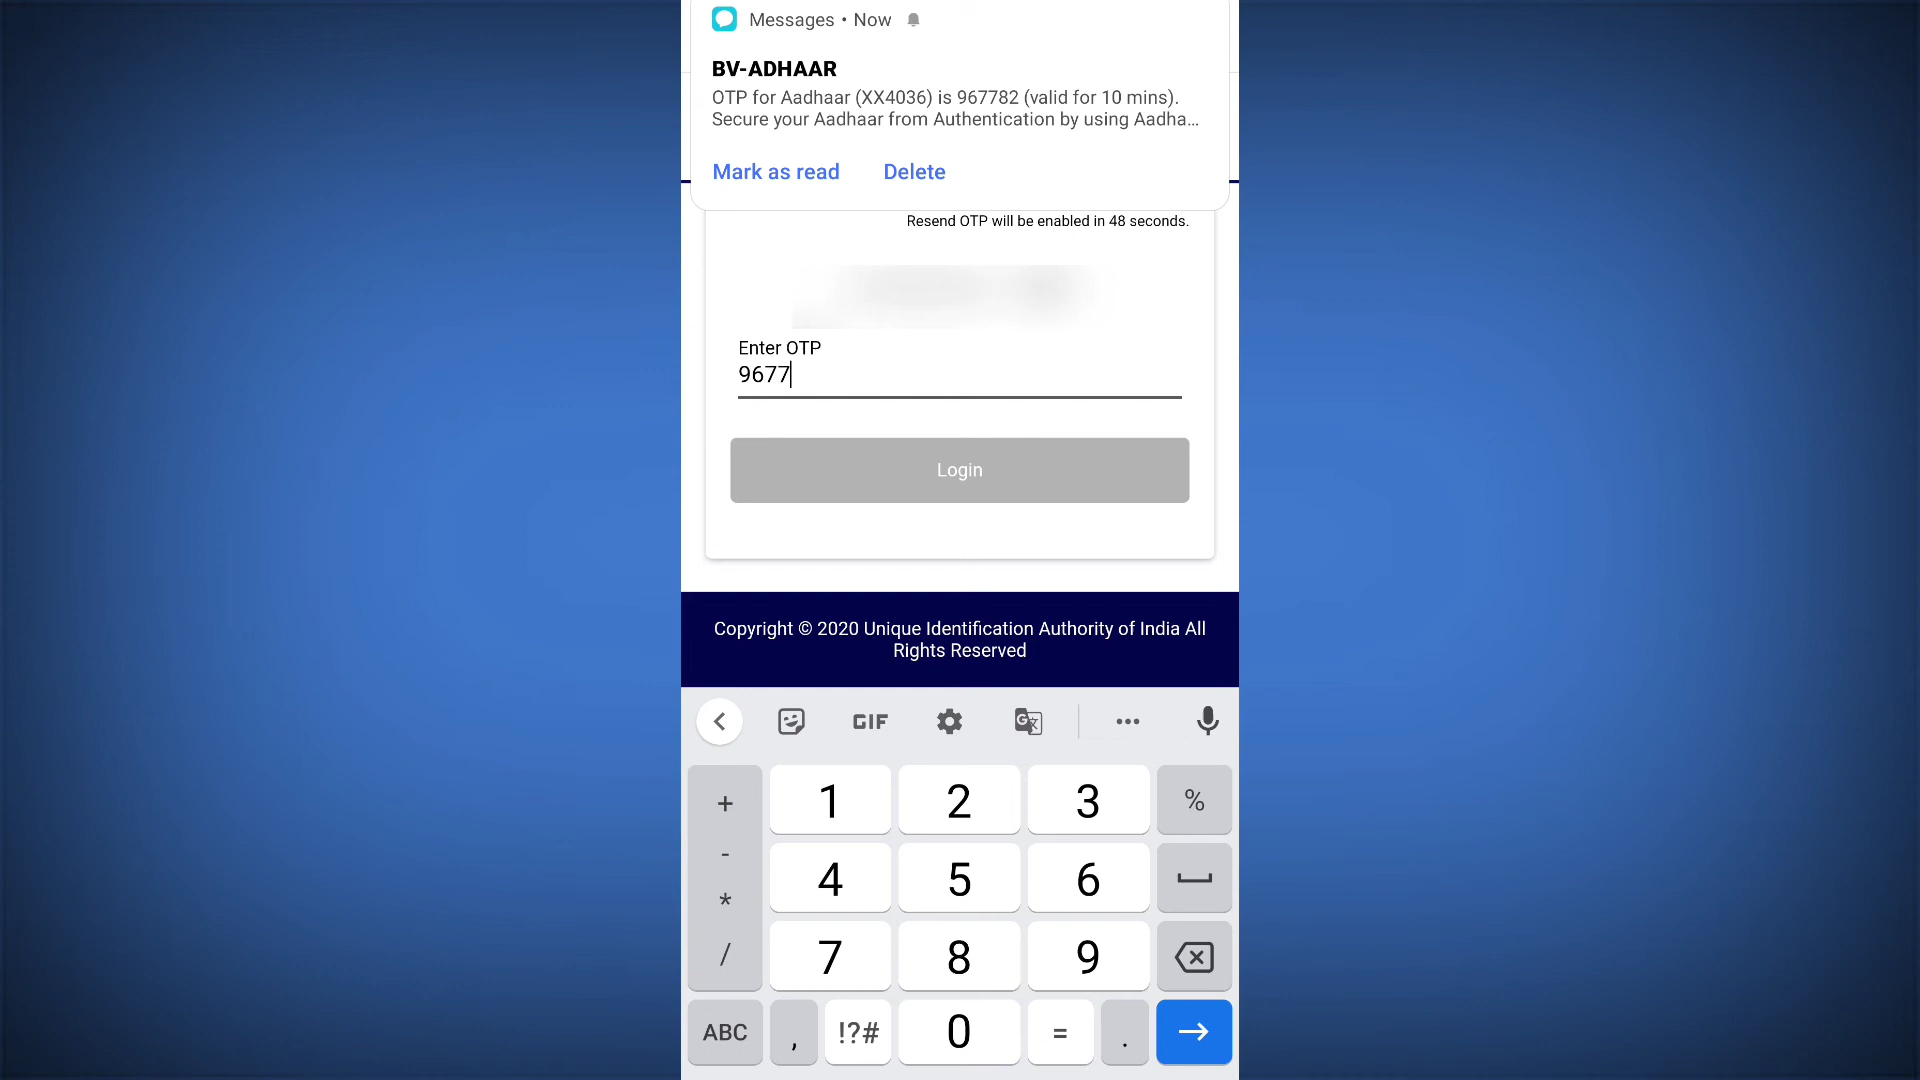 Messages • Now
BV-ADHAAR
OTP for Aadhaar (XX4036) is 967782 (valid for 10 mins).
Secure your Aadhaar from Authentication by using Aadha...
Mark as read Delete
Resend OTP will be enabled in 48 seconds.
Enter OTP
9677
Login
Copyright © 2020 Unique Identification Authority of India All
Rights Reserved
GIF
+ 1 2 3 %
- 4 5 6
*
/ 7 8 9
ABC , !?# 0 = .